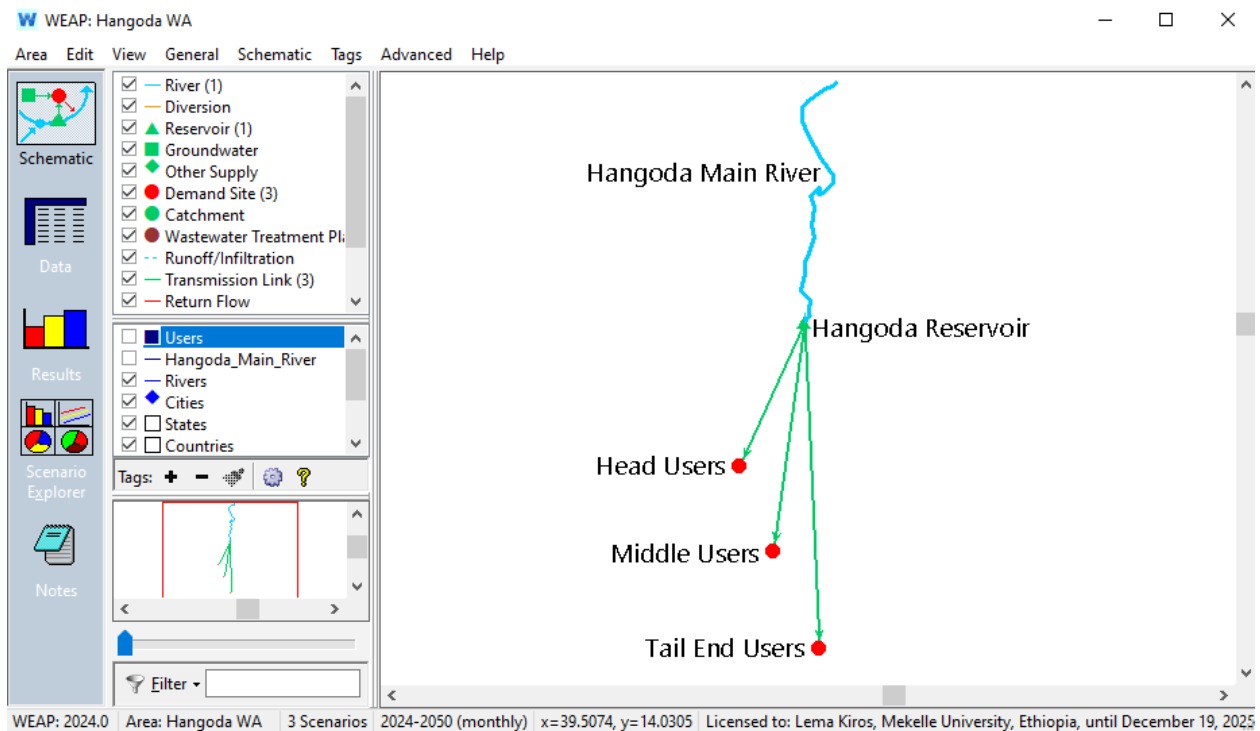 WEAP: Hangoda WA
Area Edit View General Schematic Tags Advanced Help
Schematic
Data
Results
Scenario
Explorer
Notes
River (1)
Diversion
Reservoir (1)
Groundwater
Other Supply
Demand Site (3)
Catchment
Wastewater Treatment Pl
Runoff/Infiltration
Transmission Link (3)
Return Flow
Users
Hangoda_Main_River
Rivers
Cities
States
Countries
Tags:
Filter
Hangoda Main River
Hangoda Reservoir
Head Users
Middle Users
Tail End Users
WEAP: 2024.0 Area: Hangoda WA 3 Scenarios 2024-2050 (monthly) x=39.5074, y=14.0305 Licensed to: Lema Kiros, Mekelle University, Ethiopia, until December 19, 2025